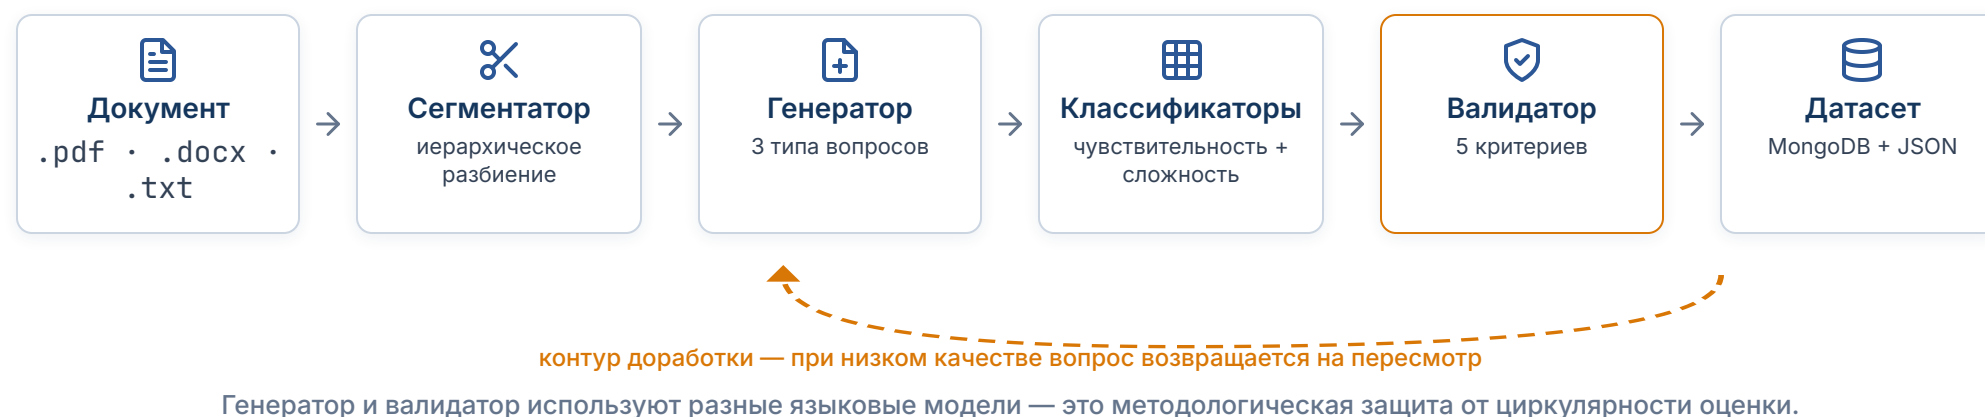 Документ
.pdf · .docx ·
.txt
Сегментатор
иерархическое
разбиение
Генератор
3 типа вопросов
Классификаторы
чувствительность +
сложность
Валидатор
5 критериев
Датасет
MongoDB + JSON
контур доработки — при низком качестве вопрос возвращается на пересмотр
Генератор и валидатор используют разные языковые модели — это методологическая защита от циркулярности оценки.